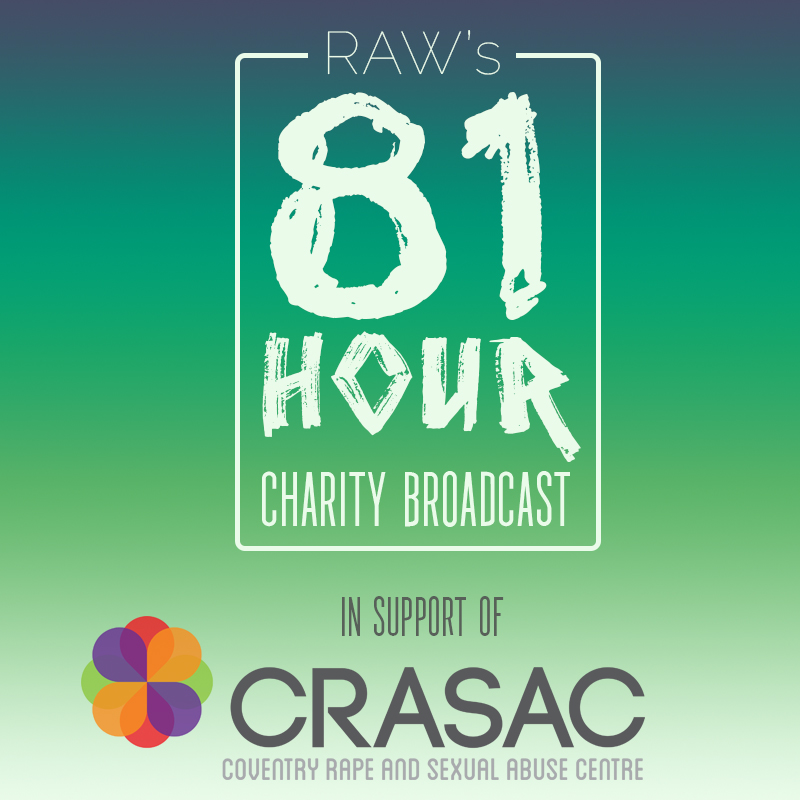 RAW's
81
HOUR
CHARITY BROADCAST
IN SUPPORT OF
CRASAC
COVENTRY RAPE AND SEXUAL ABUSE CENTRE